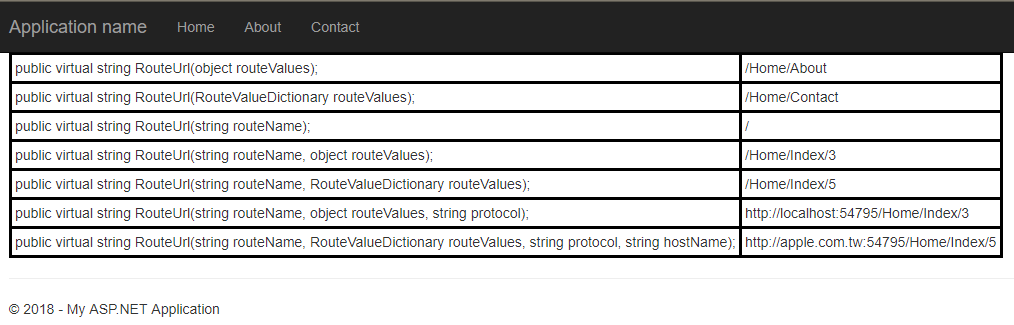 Application name Home About Contact
public virtual string RouteUrl(object routeValues); /Home/About
public virtual string RouteUrl(RouteValueDictionary routeValues); /Home/Contact
public virtual string RouteUrl(string routeName); /
public virtual string RouteUrl(string routeName, object routeValues); /Home/Index/3
public virtual string RouteUrl(string routeName, RouteValueDictionary routeValues); /Home/Index/5
public virtual string RouteUrl(string routeName, object routeValues, string protocol); http://localhost:54795/Home/Index/3
public virtual string RouteUrl(string routeName, RouteValueDictionary routeValues, string protocol, string hostName); http://apple.com.tw:54795/Home/Index/5
© 2018 - My ASP.NET Application